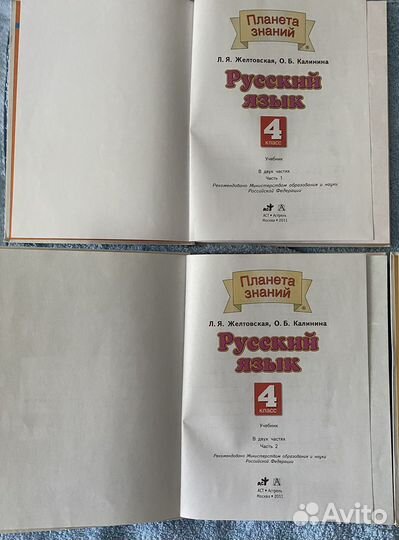 Планета
знаний
Л. Я. Желтовская, О. Б. Калинина
Русский
язык
4
класс
Учебник
В двух частях
Часть 1
Рекомендовано Министерством образования и науки
Российской Федерации
АСТ • Астрель
Москва • 2011
Планета
знаний
Л. Я. Желтовская, О. Б. Калинина
Русский
язык
4
класс
Учебник
В двух частях
Часть 2
Рекомендовано Министерством образования и науки
Российской Федерации
АСТ • Астрель
Москва • 2011
Avito